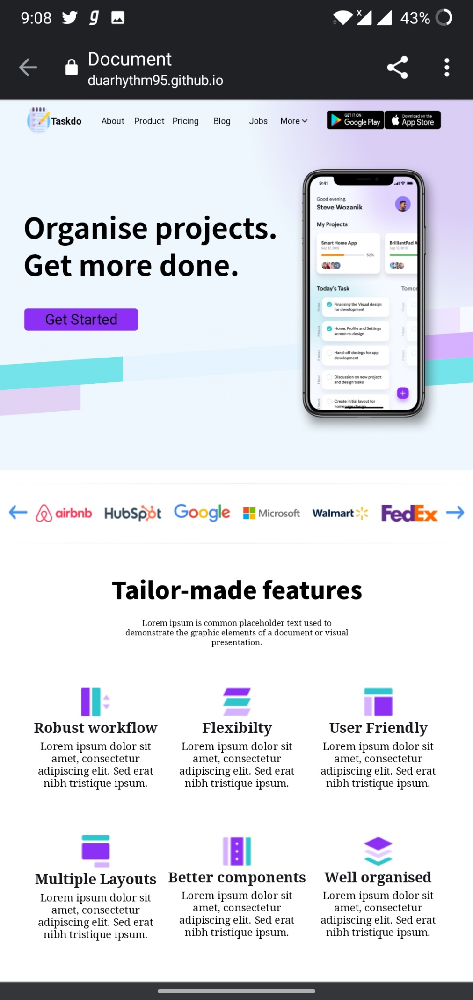 9:08
g
x
43%
Document
duarhythm95.github.io
Taskdo
About Product Pricing Blog Jobs More
GET IT ON
Google Play
Download on the
App Store
Organise projects.
Get more done.
Get Started
9:41
Good evening,
Steve Wozanik
My Projects
Smart Home App
Sep 12, 2019
52%
+2
BrilliantPad A
Sep 12, 2019
Today's Task
Tomor
1 hour
Finalising the Visual design
for development
1 hour
2 hours
Home, Profile and Settings
screen re-design
1 hour
2 hours
Hand-off desings for app
development
2 hours
1 hour
Discussion on new project
and design tasks
2 hours
Create initial layout for
homepage design
airbnb
HubSpot
Google
Microsoft
Walmart
FedEx
Tailor-made features
Lorem ipsum is common placeholder text used to
demonstrate the graphic elements of a document or visual
presentation.
Robust workflow
Lorem ipsum dolor sit
amet, consectetur
adipiscing elit. Sed erat
nibh tristique ipsum.
Flexibilty
Lorem ipsum dolor sit
amet, consectetur
adipiscing elit. Sed erat
nibh tristique ipsum.
User Friendly
Lorem ipsum dolor sit
amet, consectetur
adipiscing elit. Sed erat
nibh tristique ipsum.
Multiple Layouts
Lorem ipsum dolor sit
amet, consectetur
adipiscing elit. Sed erat
nibh tristique ipsum.
Better components
Lorem ipsum dolor sit
amet, consectetur
adipiscing elit. Sed erat
nibh tristique ipsum.
Well organised
Lorem ipsum dolor sit
amet, consectetur
adipiscing elit. Sed erat
nibh tristique ipsum.